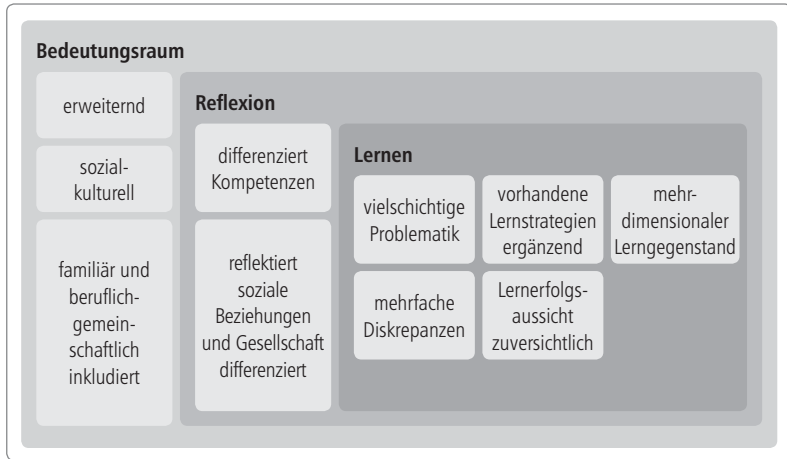 Bedeutungsraum
erweiternd
sozial-
kulturell
familiär und
beruflich-
gemein-
schaftlich
inkludiert
Reflexion
differenziert
Kompetenzen
reflektiert
soziale
Beziehungen
und Gesellschaft
differenziert
Lernen
vielschichtige
Problematik
vorhandene
Lernstrategien
ergänzend
mehr-
dimensionaler
Lerngegenstand
mehrfache
Diskrepanzen
Lernerfolgs-
aussicht
zuversichtlich